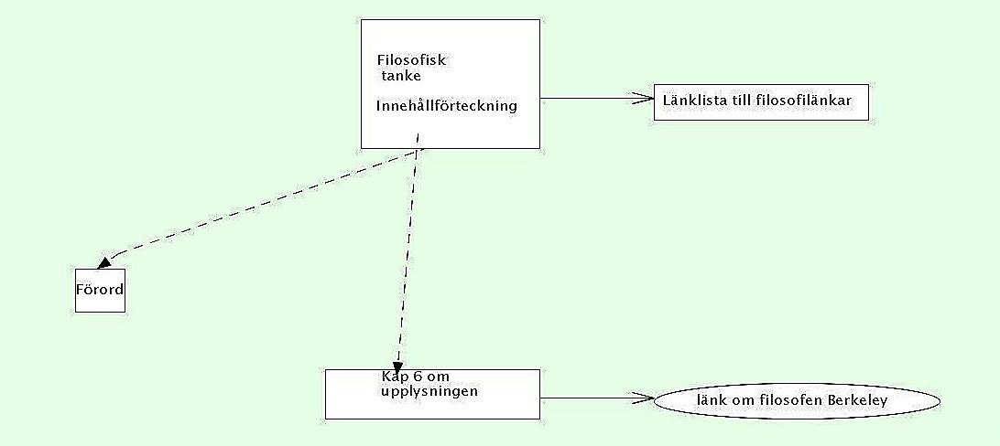 Filosofisk
tanke
Innehållförteckning
Länklista till filosofilänkar
Förord
Kap 6 om
upplysningen
länk om filosofen Berkeley